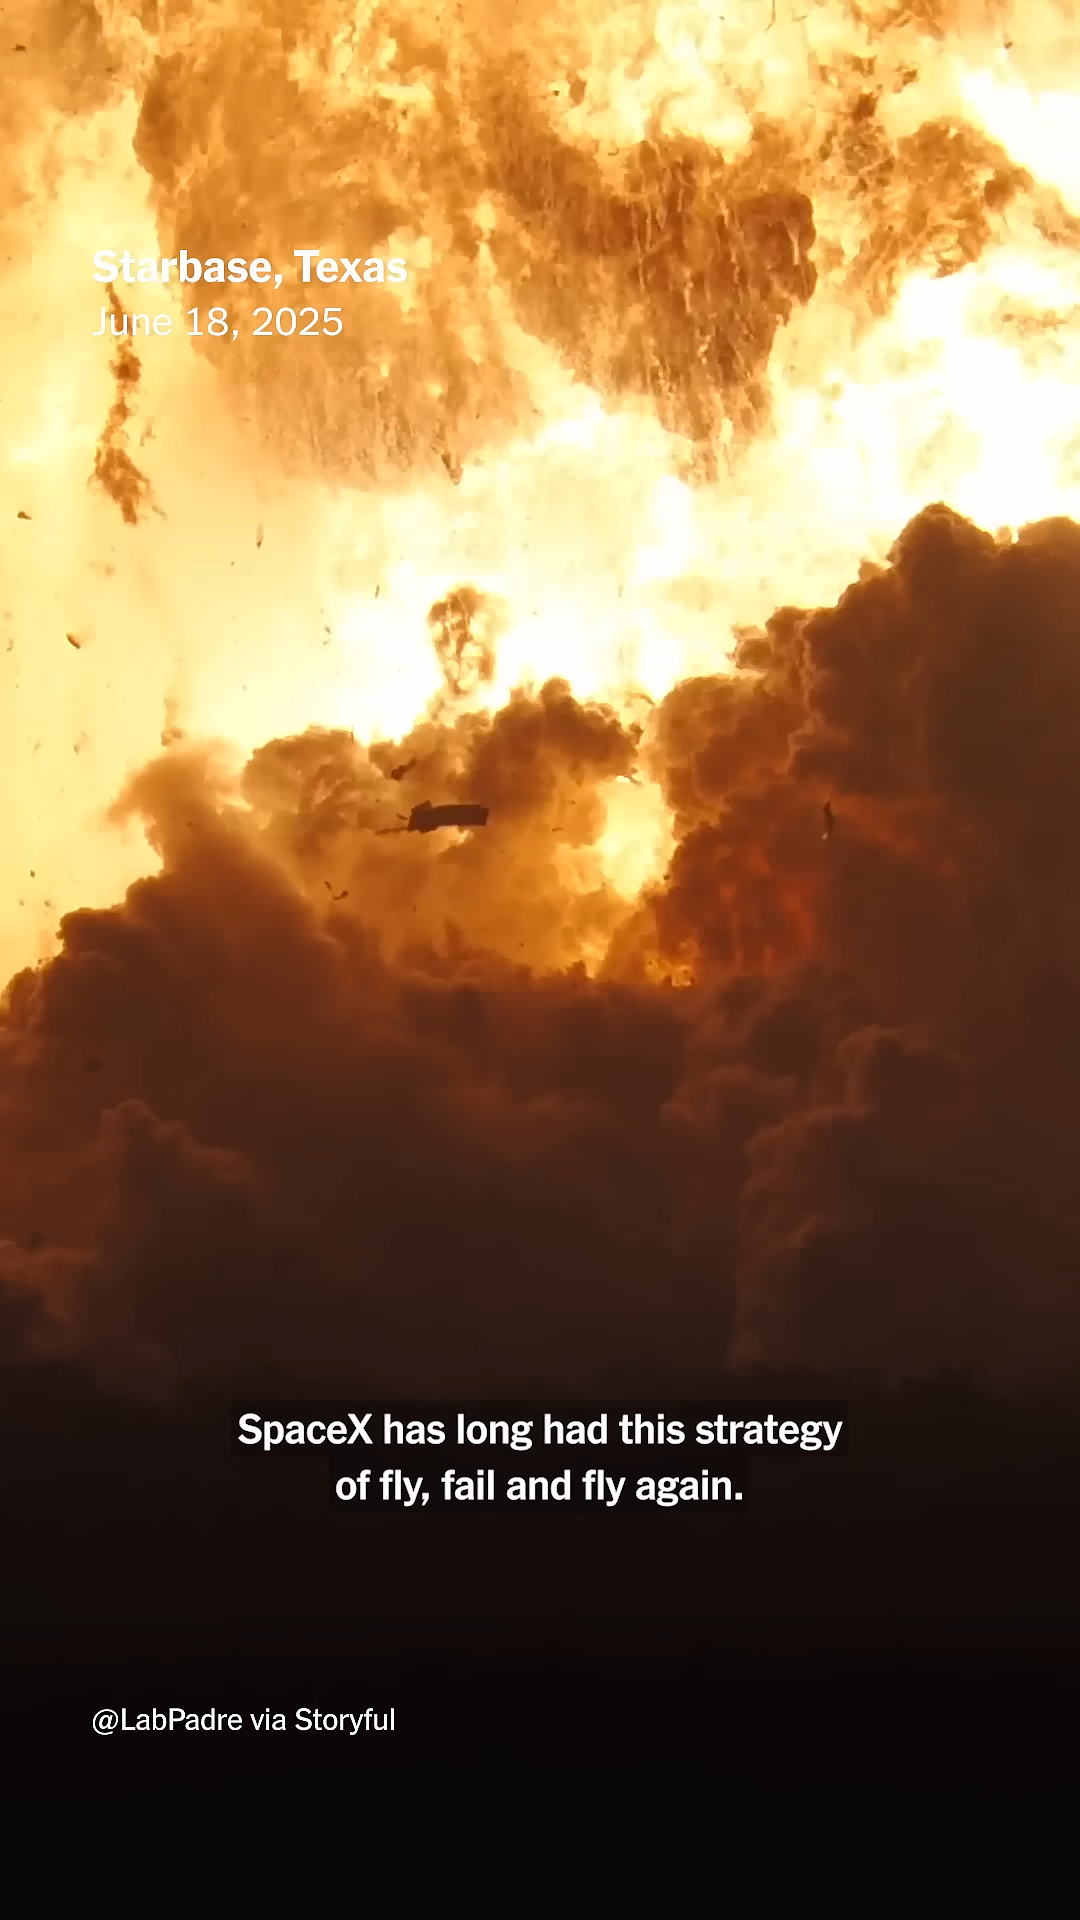 Starbase, Texas
June 18, 2025
SpaceX has long had this strategy
of fly, fail and fly again.
@LabPadre via Storyful